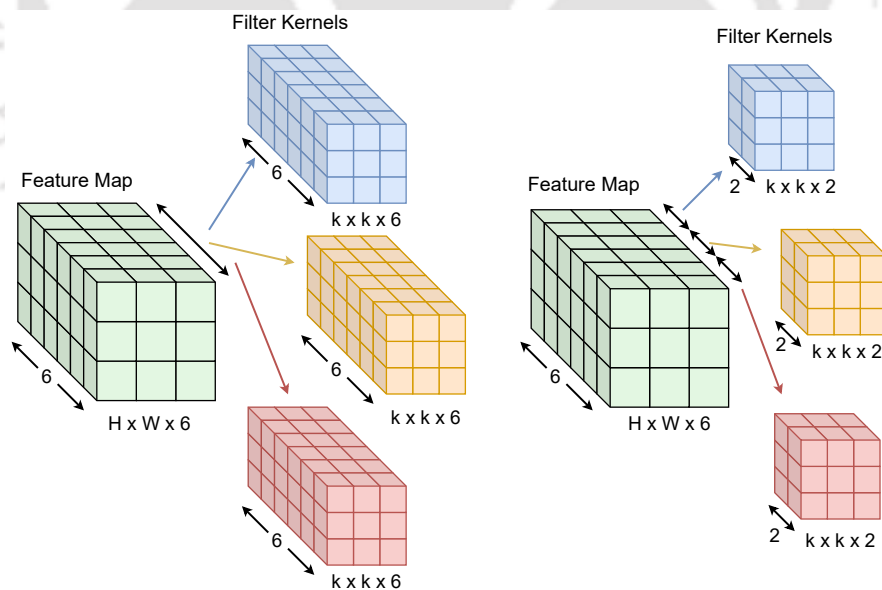 Filter Kernels
6
k x k x 6
Feature Map
6
H x W x 6
6
k x k x 6
6
k x k x 6
Filter Kernels
2
k x k x 2
Feature Map
6
H x W x 6
2
k x k x 2
2
k x k x 2